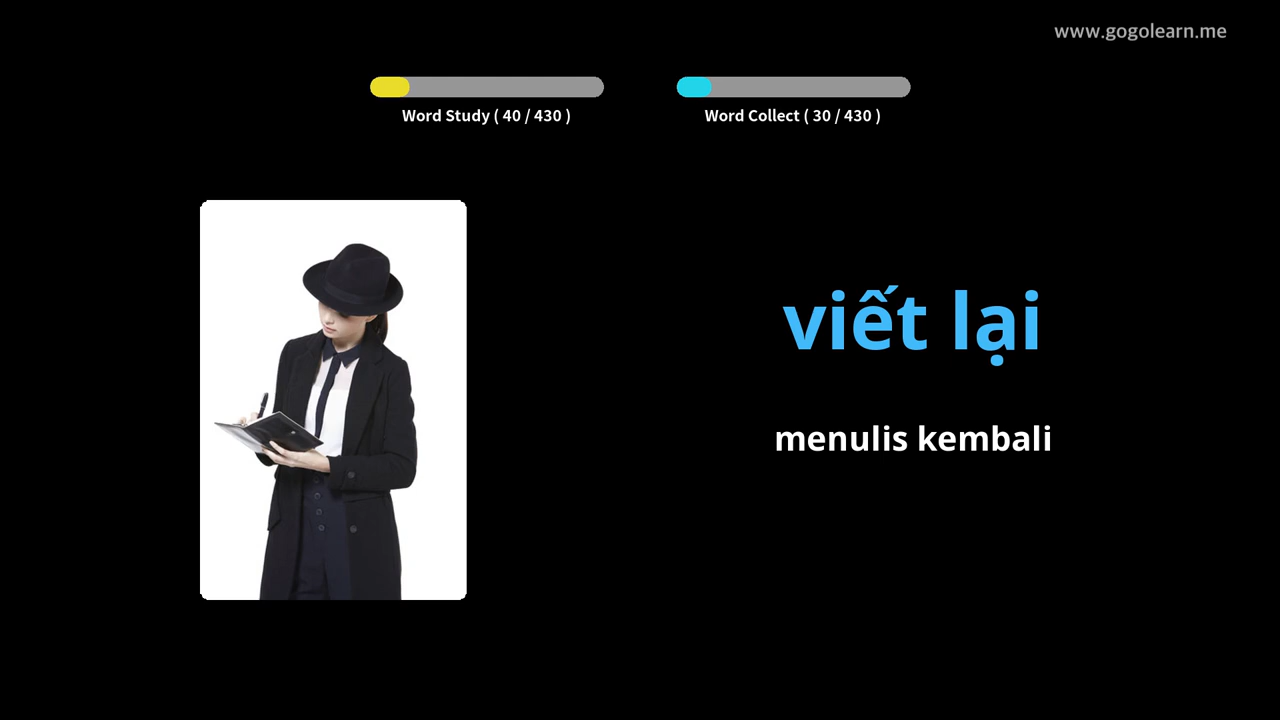 www.gogolearn.me
Word Study ( 40 / 430 )
Word Collect ( 30 / 430 )
viết lại
menulis kembali